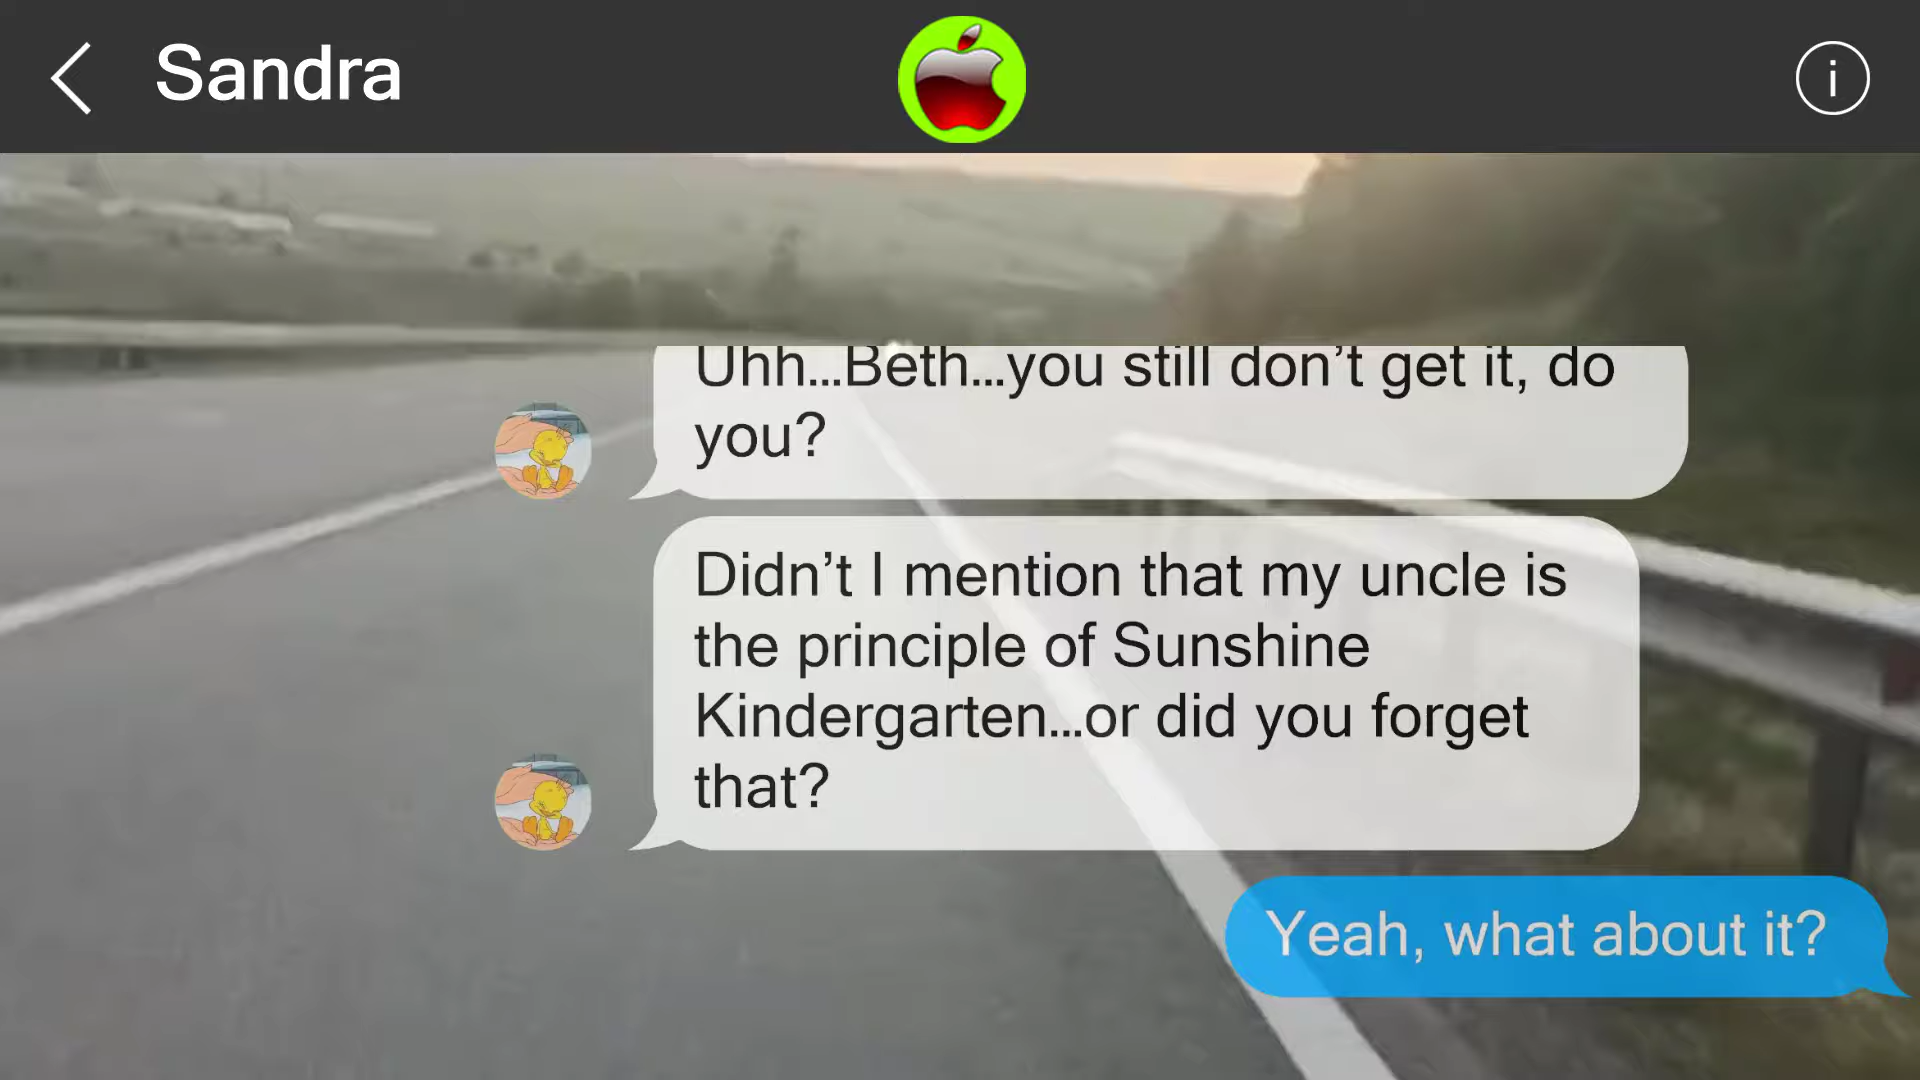 Sandra
i
Uhh...Beth...you still don’t get it, do
you?
Didn’t I mention that my uncle is
the principle of Sunshine
Kindergarten...or did you forget
that?
Yeah, what about it?